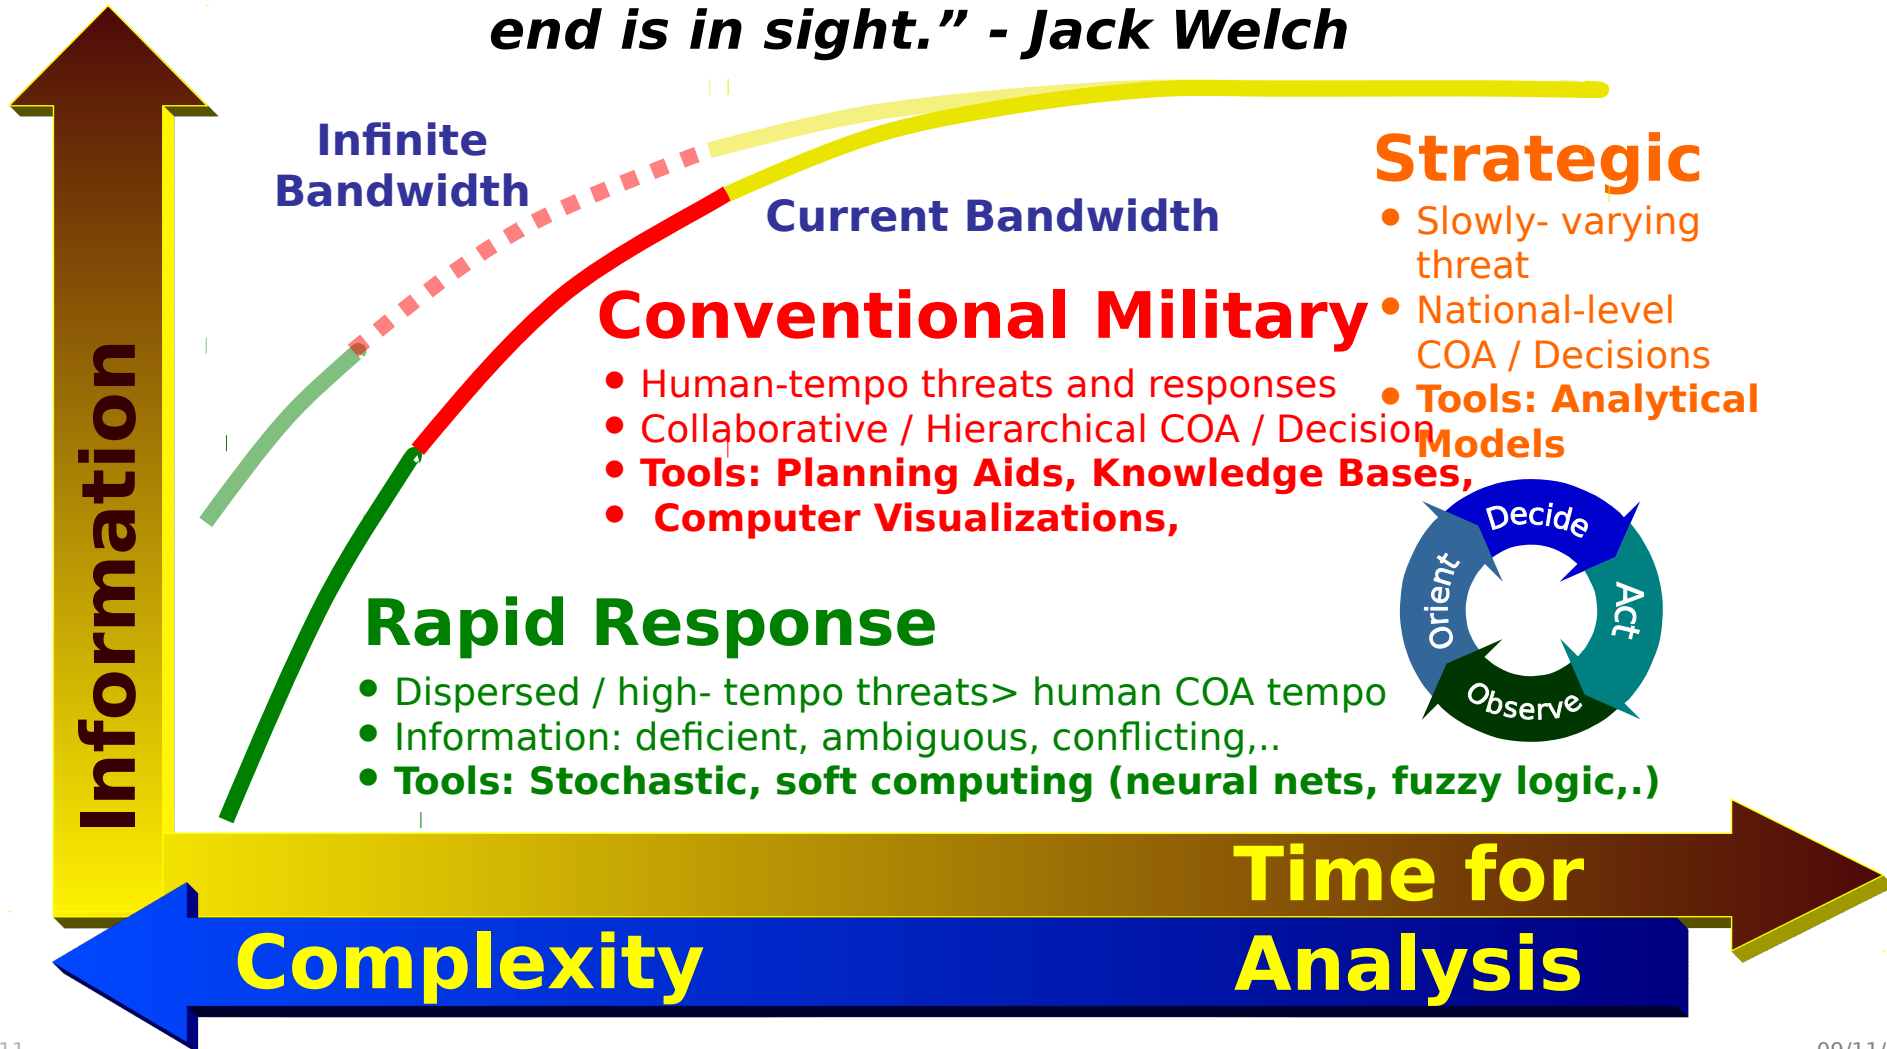 end is in sight.” - Jack Welch
Infinite
Bandwidth
Current Bandwidth
Strategic
• Slowly- varying
threat
• National-level
COA / Decisions
• Tools: Analytical
Models
Conventional Military
• Human-tempo threats and responses
• Collaborative / Hierarchical COA / Decision
• Tools: Planning Aids, Knowledge Bases,
• Computer Visualizations,
Decide
Act
Observe
Orient
Rapid Response
• Dispersed / high- tempo threats> human COA tempo
• Information: deficient, ambiguous, conflicting,..
• Tools: Stochastic, soft computing (neural nets, fuzzy logic,.)
Information
Time for
Analysis
Complexity